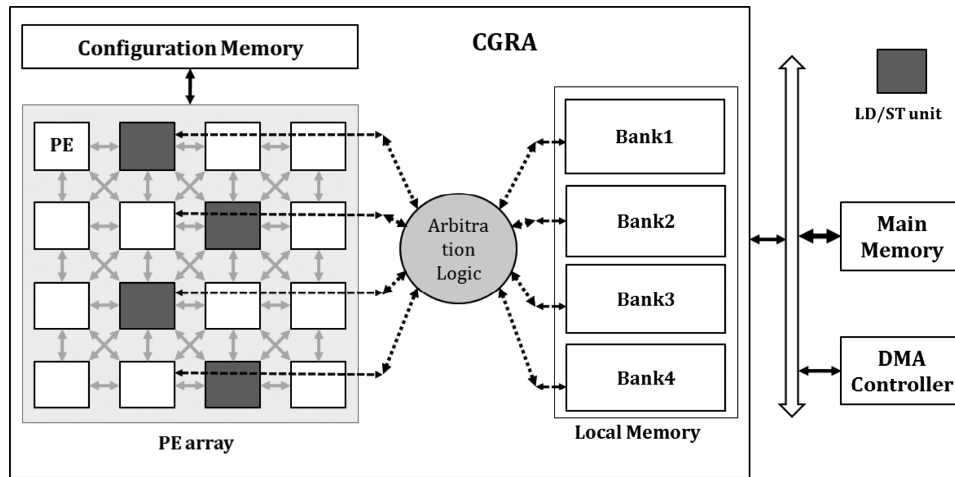 Configuration Memory
CGRA
LD/ST unit
PE
Bank1
Bank2
Bank3
Bank4
Arbitra
tion
Logic
Main
Memory
DMA
Controller
PE array
Local Memory